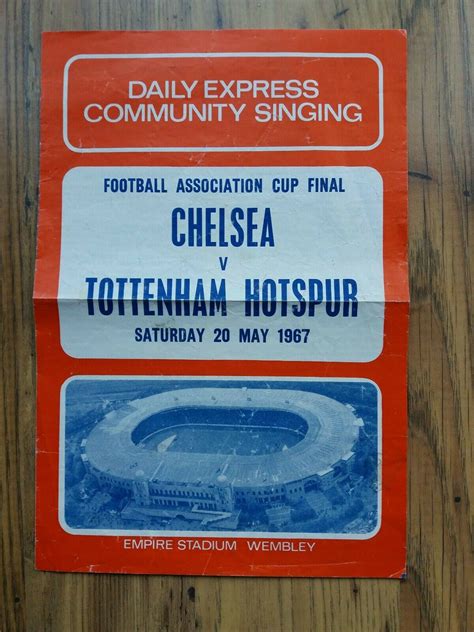 DAILY EXPRESS
COMMUNITY SINGING
FOOTBALL ASSOCIATION CUP FINAL
CHELSEA
V
TOTTENHAM HOTSPUR
SATURDAY 20 MAY 1967
EMPIRE STADIUM WEMBLEY